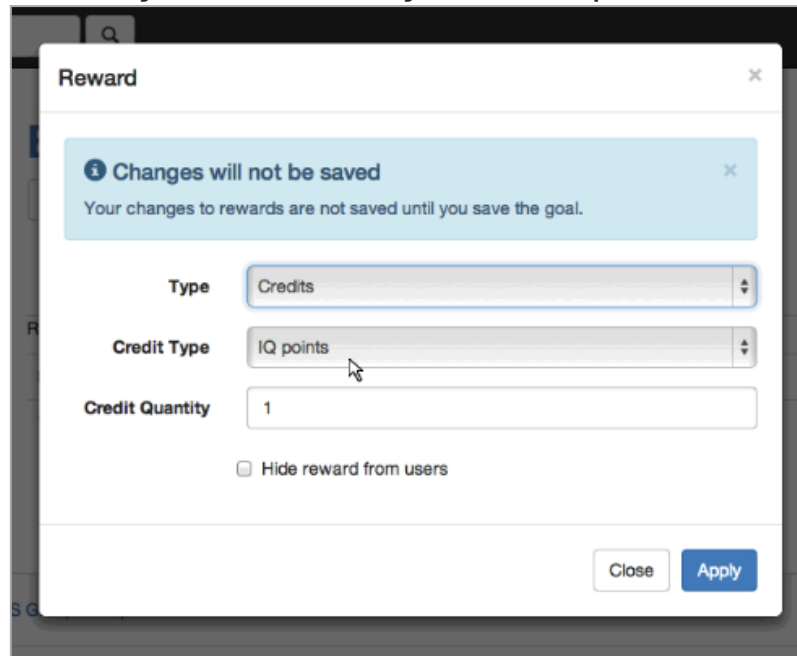 Reward
×
Changes will not be saved
×
Your changes to rewards are not saved until you save the goal.
Type
Credits
Credit Type
IQ points
Credit Quantity
1
Hide reward from users
Close
Apply